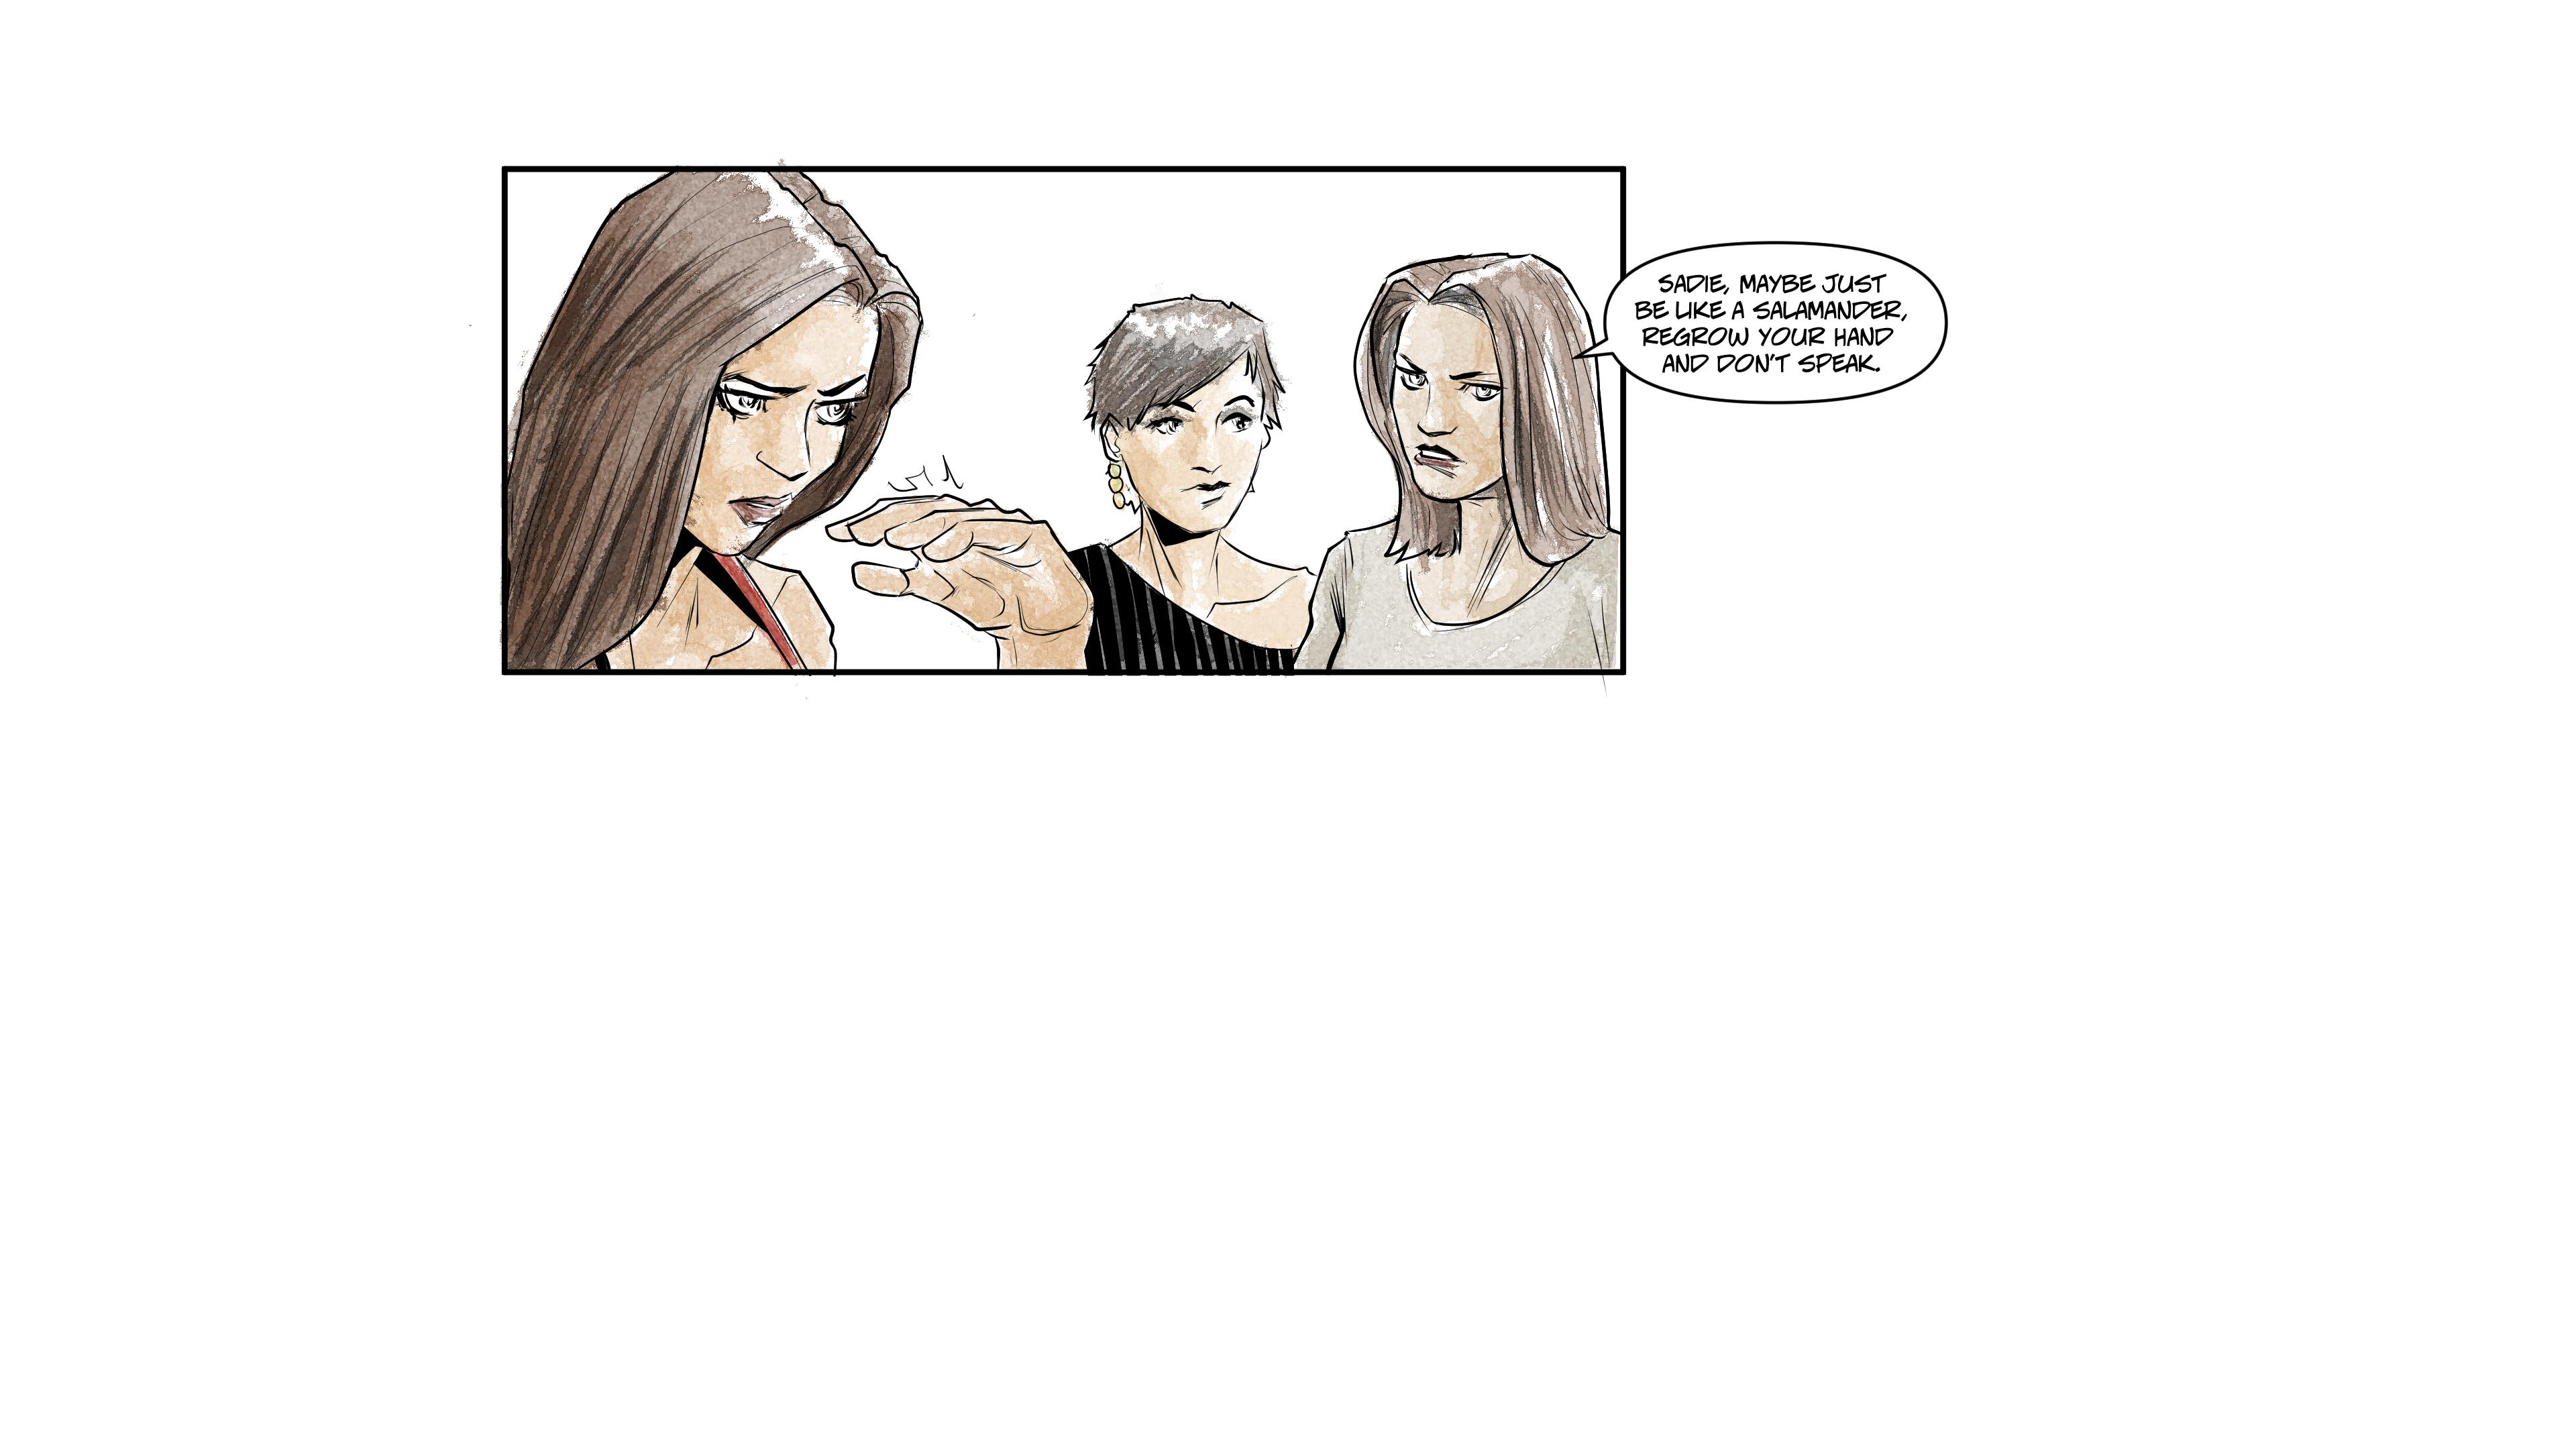 SADIE, MAYBE JUST
BE LIKE A SALAMANDER,
REGROW YOUR HAND
AND DON'T SPEAK.